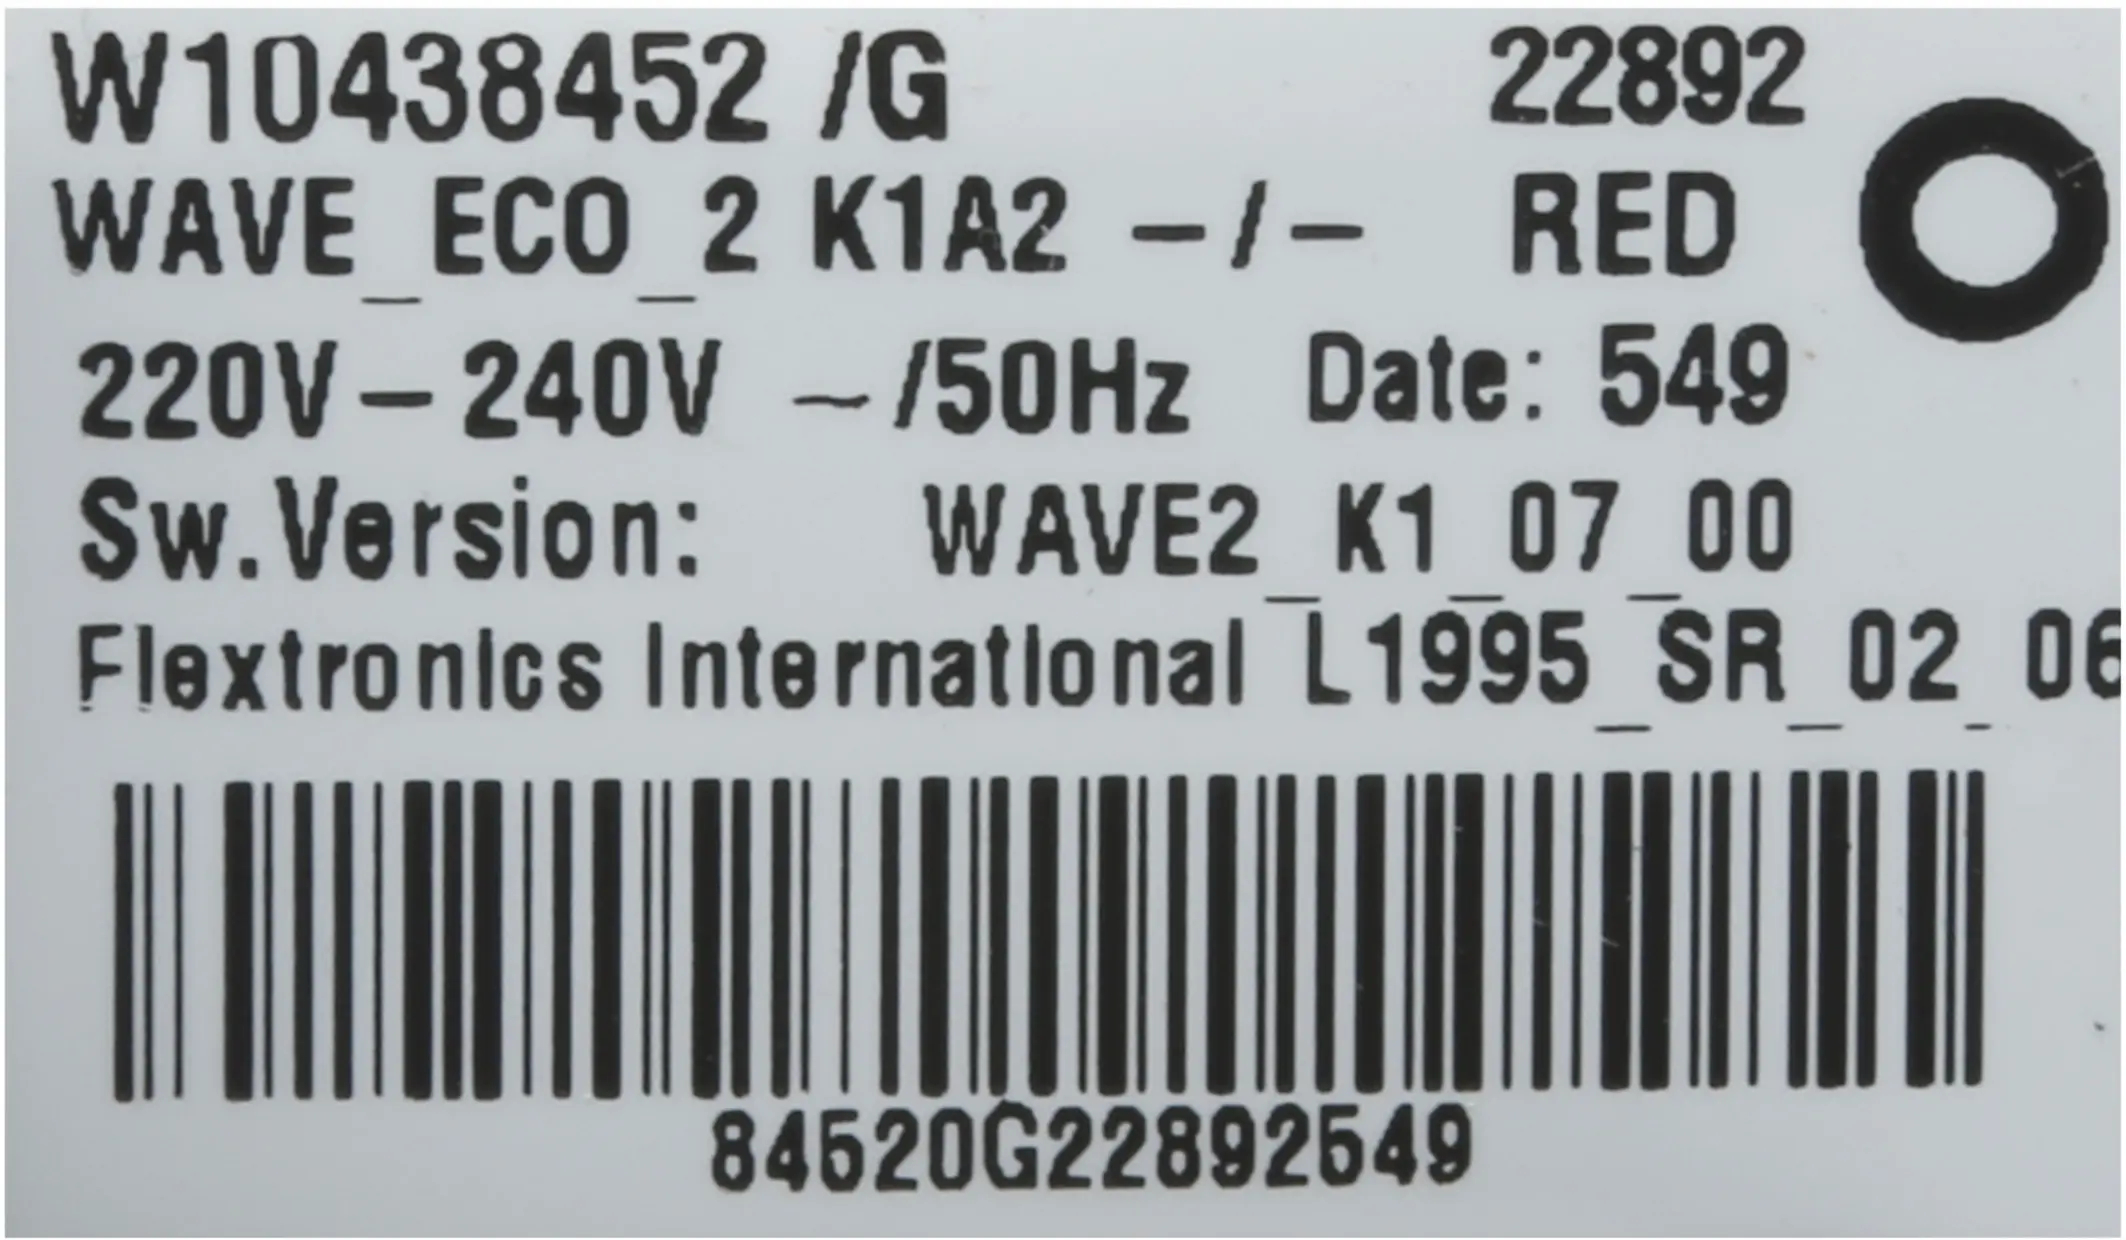 W10438452 /G 22892
WAVE_ECO_2 K1A2 -/- RED
220V-240V ~/50Hz Date: 549
Sw.Version: WAVE2_K1_07_00
Flextronics International L1995_SR_02_06
84520G22892549